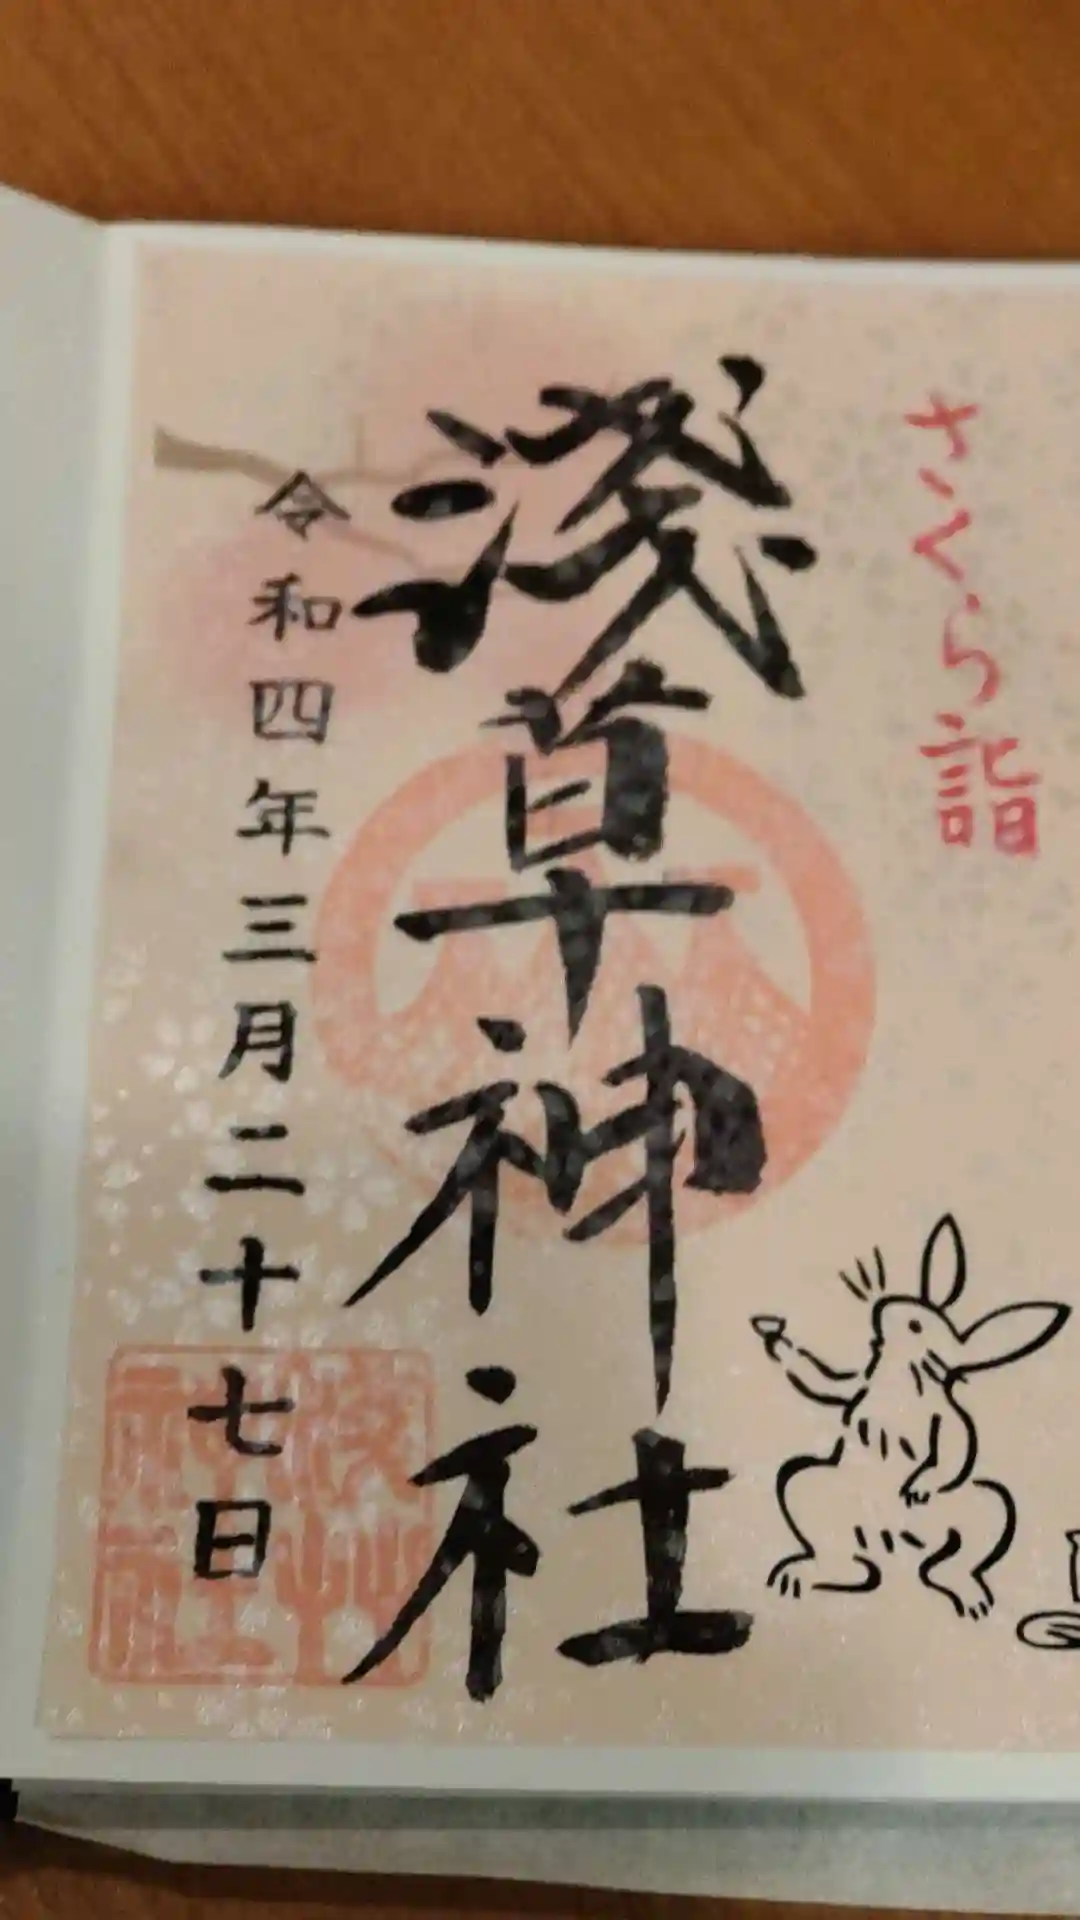 さくら詣
淺草神社
令和四年三月二十七日